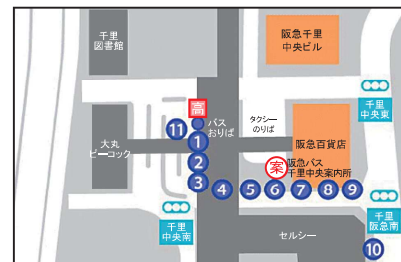 千里
図書館
阪急千里
中央ビル
高
バス
おりば
タクシー
のりば
千里
中央東
11
1
大丸
ピーコック
阪急百貨店
案
阪急バス
千里中央案内所
2
3
4
5
6
7
8
9
千里
中央南
千里
阪急南
セルシー
10